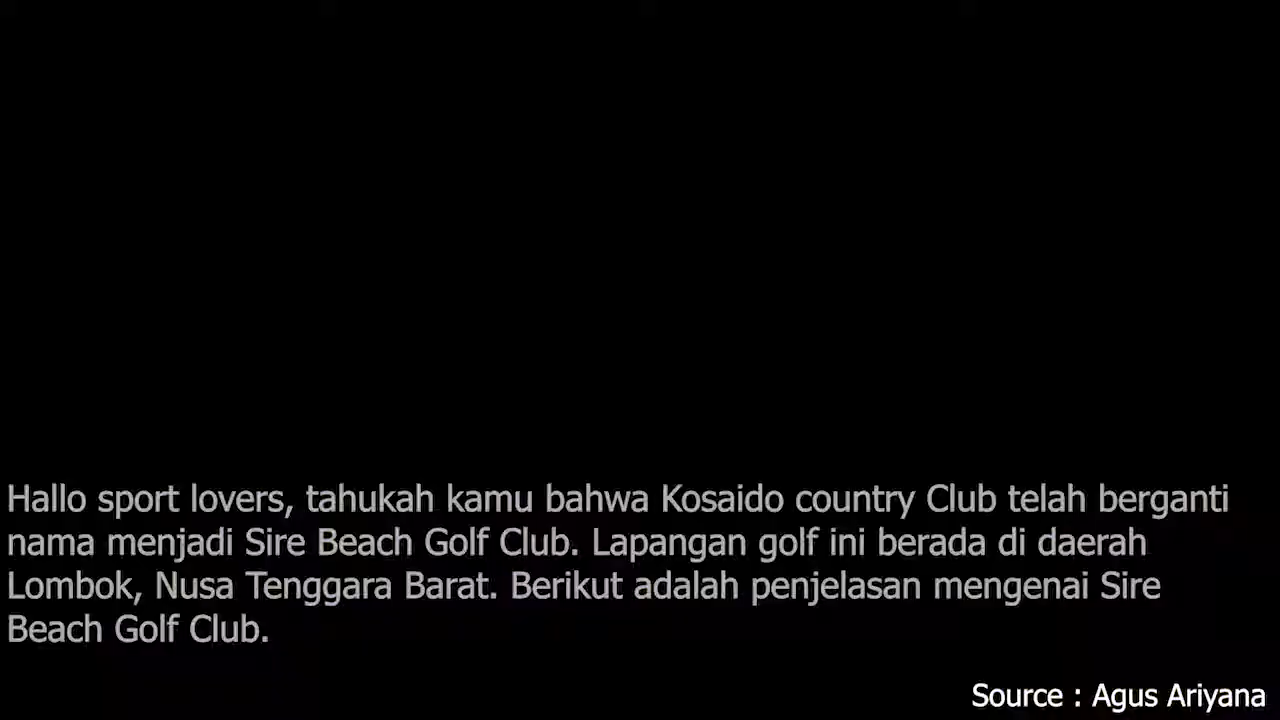 Hallo sport lovers, tahukah kamu bahwa Kosaido country Club telah berganti
nama menjadi Sire Beach Golf Club. Lapangan golf ini berada di daerah
Lombok, Nusa Tenggara Barat. Berikut adalah penjelasan mengenai Sire
Beach Golf Club.
Source : Agus Ariyana